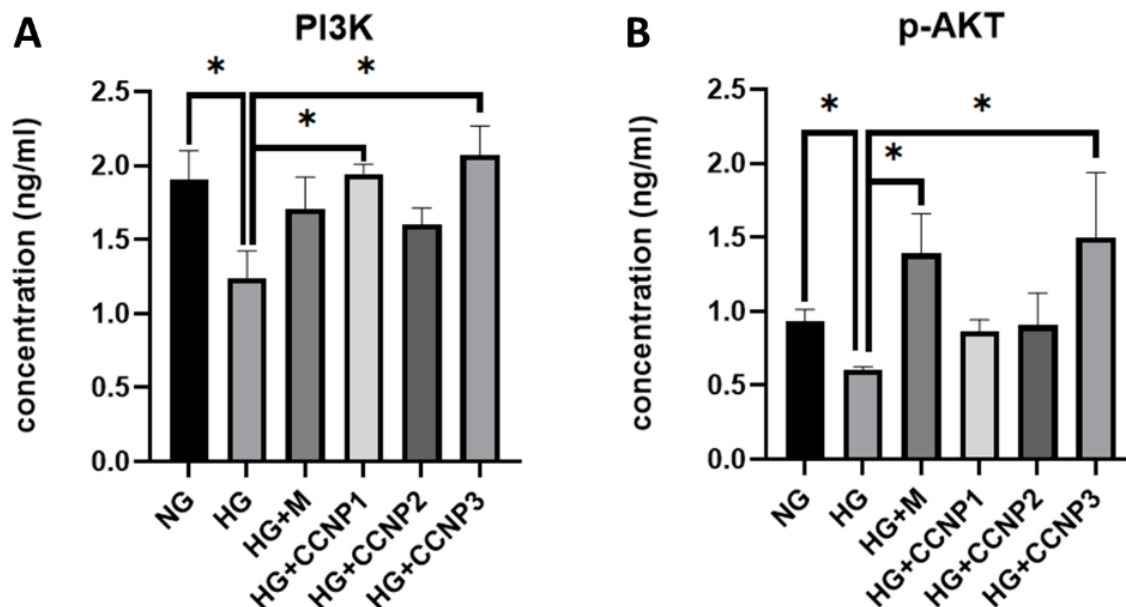 A
PI3K
concentration (ng/ml)
2.5
2.0
1.5
1.0
0.5
0.0
*
*
*
NG
HG
HG+M
HG+CCNP1
HG+CCNP2
HG+CCNP3
B
p-AKT
concentration (ng/ml)
2.5
2.0
1.5
1.0
0.5
0.0
*
*
*
NG
HG
HG+M
HG+CCNP1
HG+CCNP2
HG+CCNP3